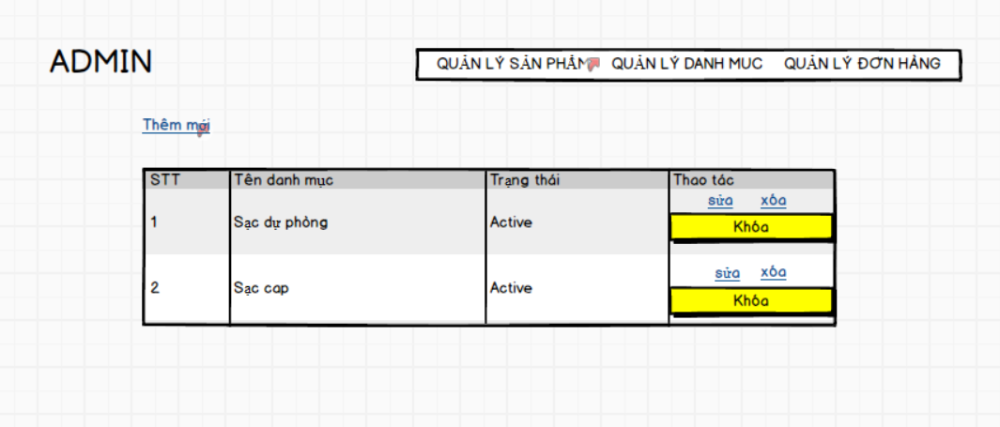 ADMIN
QUẢN LÝ SẢN PHẨM QUẢN LÝ DANH MUC QUẢN LÝ ĐƠN HÀNG
Thêm mới
STT Tên danh mục Trạng thái Thao tác
sửa xóa
1 Sạc dự phòng Active Khóa
sửa xóa
2 Sạc cap Active
Khóa